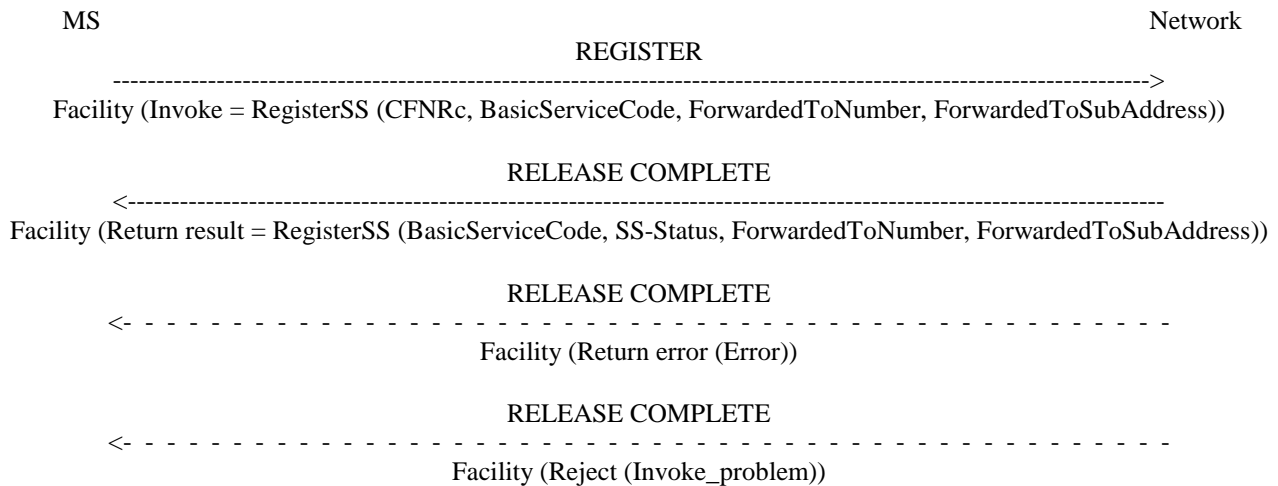 MS Network
REGISTER
------------------------------------------------------------------------------------------------------------------------>
Facility (Invoke = RegisterSS (CFNRc, BasicServiceCode, ForwardedToNumber, ForwardedToSubAddress))
RELEASE COMPLETE
<------------------------------------------------------------------------------------------------------------------------
Facility (Return result = RegisterSS (BasicServiceCode, SS-Status, ForwardedToNumber, ForwardedToSubAddress))
RELEASE COMPLETE
<- - - - - - - - - - - - - - - - - - - - - - - - - - - - - - - - - - - - - - - - - - - - - - - -
Facility (Return error (Error))
RELEASE COMPLETE
<- - - - - - - - - - - - - - - - - - - - - - - - - - - - - - - - - - - - - - - - - - - - - - - -
Facility (Reject (Invoke_problem))